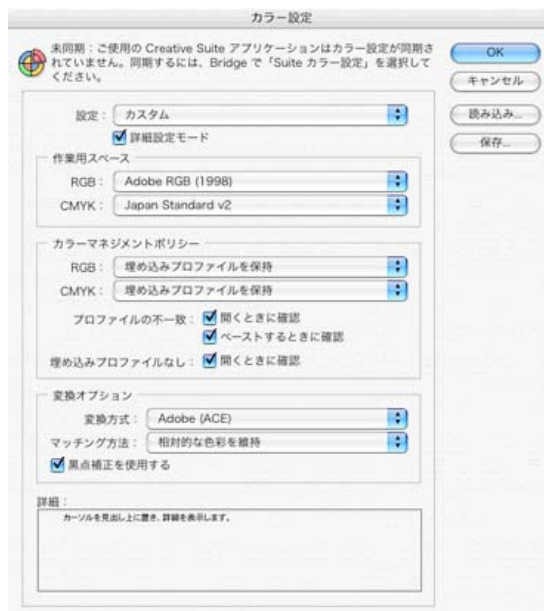 カラー設定
未同期：ご使用の Creative Suite アプリケーションはカラー設定が同期さ
れていません。同期するには、Bridge で「Suite カラー設定」を選択して
ください。
OK
キャンセル
読み込み...
保存...
設定： カスタム
詳細設定モード
作業用スペース
RGB： Adobe RGB (1998)
CMYK： Japan Standard v2
カラーマネジメントポリシー
RGB： 埋め込みプロファイルを保持
CMYK： 埋め込みプロファイルを保持
プロファイルの不一致： 開くときに確認
ペーストするときに確認
埋め込みプロファイルなし： 開くときに確認
変換オプション
変換方式： Adobe (ACE)
マッチング方法： 相対的な色彩を維持
黒点補正を使用する
詳細：
カーソルを見出し上に置き、詳細を表示します。